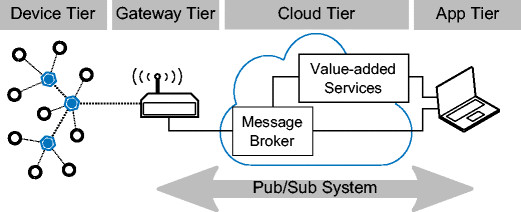 Device Tier
Gateway Tier
Cloud Tier
App Tier
Value-added
Services
Message
Broker
Pub/Sub System